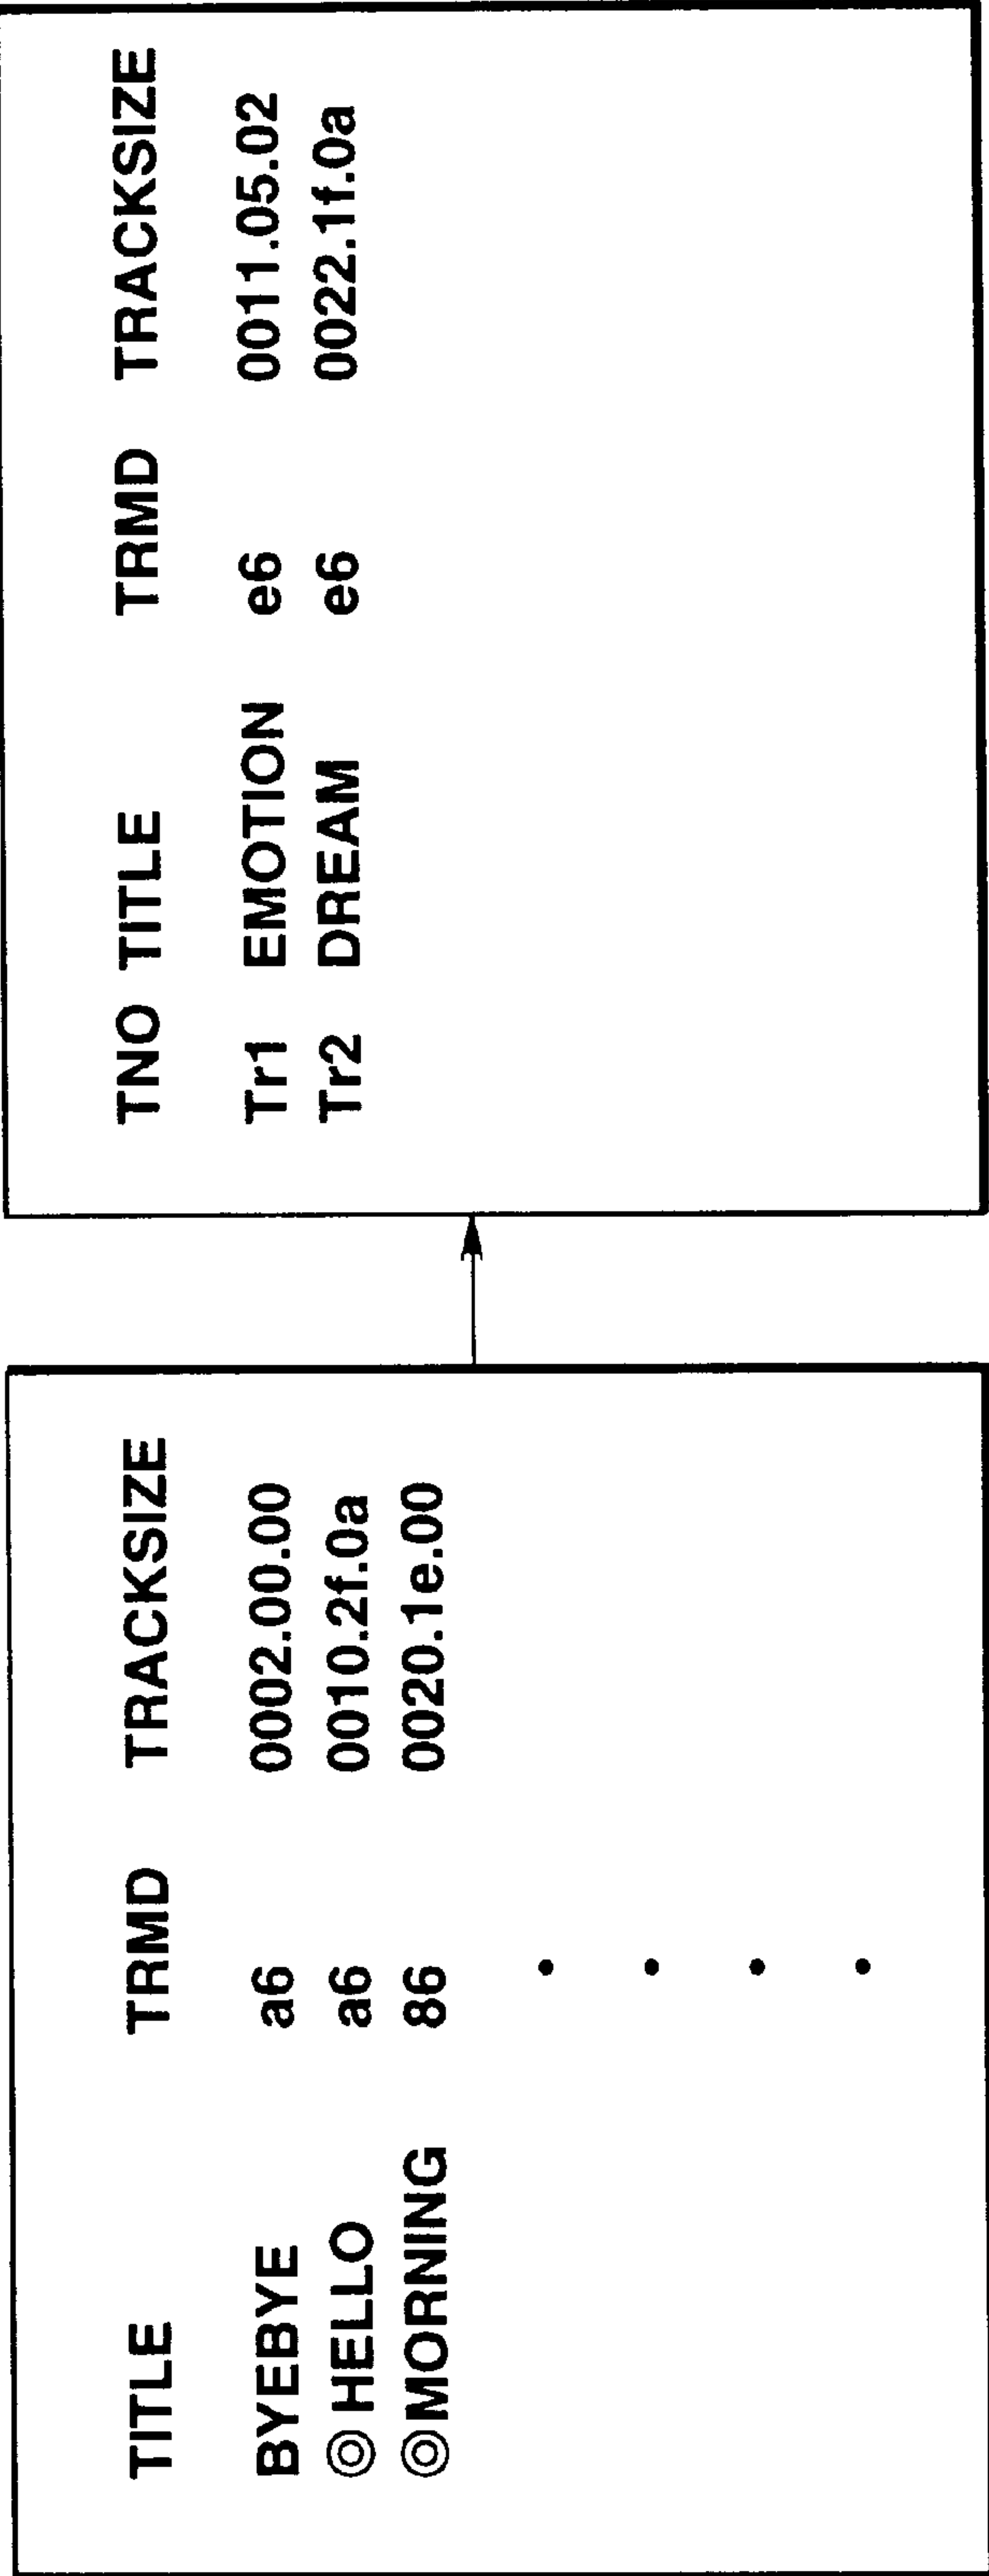 TITLE TRMD TRACKSIZE
BYEBYE a6 0002.00.00
◎ HELLO a6 0010.2f.0a
◎ MORNING 86 0020.1e.00
TNO TITLE TRMD TRACKSIZE
Tr1 EMOTION e6 0011.05.02
Tr2 DREAM e6 0022.1f.0a